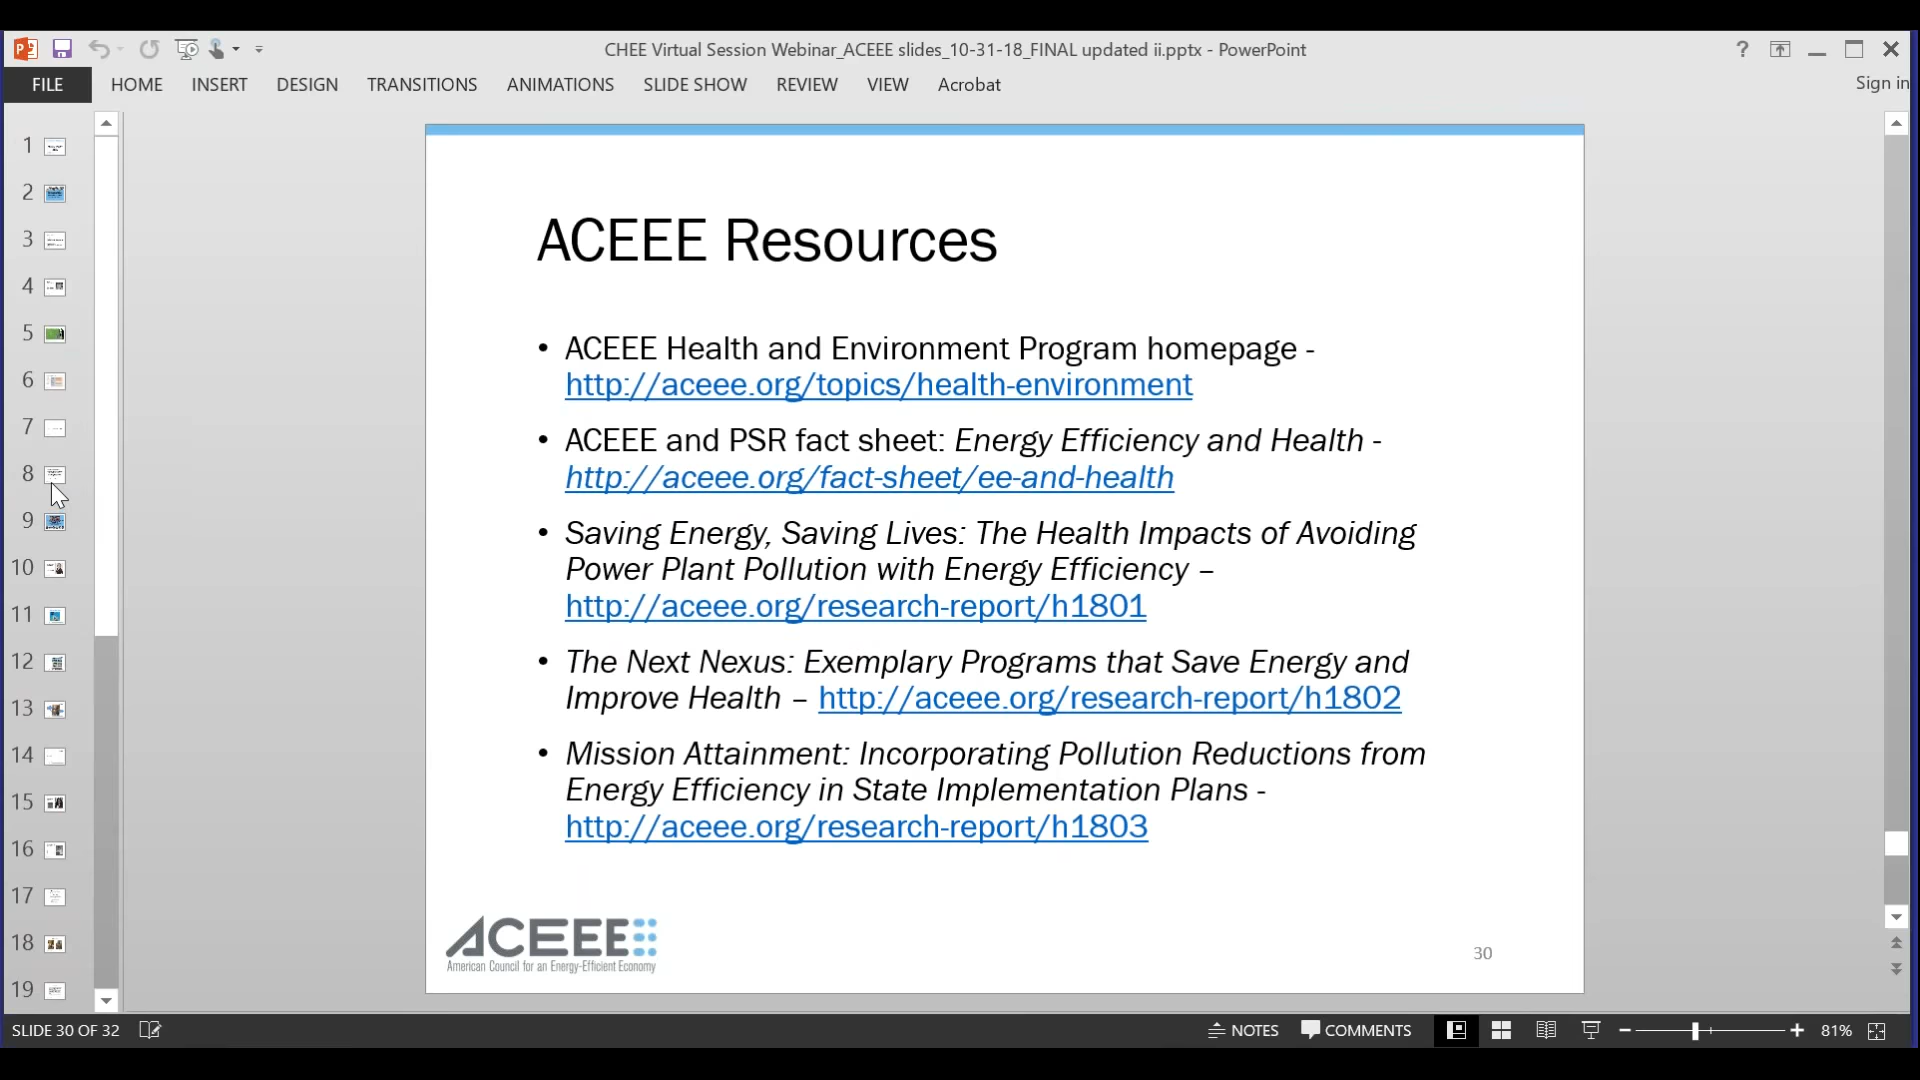 CHEE Virtual Session Webinar_ACEEE slides_10-31-18_FINAL updated ii.pptx - PowerPoint
?
FILE HOME INSERT DESIGN TRANSITIONS ANIMATIONS SLIDE SHOW REVIEW VIEW Acrobat
Sign in
1
2
3
4
5
6
7
8
9
10
11
12
13
14
15
16
17
18
19
ACEEE Resources
• ACEEE Health and Environment Program homepage -
http://aceee.org/topics/health-environment
• ACEEE and PSR fact sheet: Energy Efficiency and Health -
http://aceee.org/fact-sheet/ee-and-health
• Saving Energy, Saving Lives: The Health Impacts of Avoiding
Power Plant Pollution with Energy Efficiency –
http://aceee.org/research-report/h1801
• The Next Nexus: Exemplary Programs that Save Energy and
Improve Health – http://aceee.org/research-report/h1802
• Mission Attainment: Incorporating Pollution Reductions from
Energy Efficiency in State Implementation Plans -
http://aceee.org/research-report/h1803
ACEEE
American Council for an Energy-Efficient Economy
30
SLIDE 30 OF 32
NOTES COMMENTS
81%